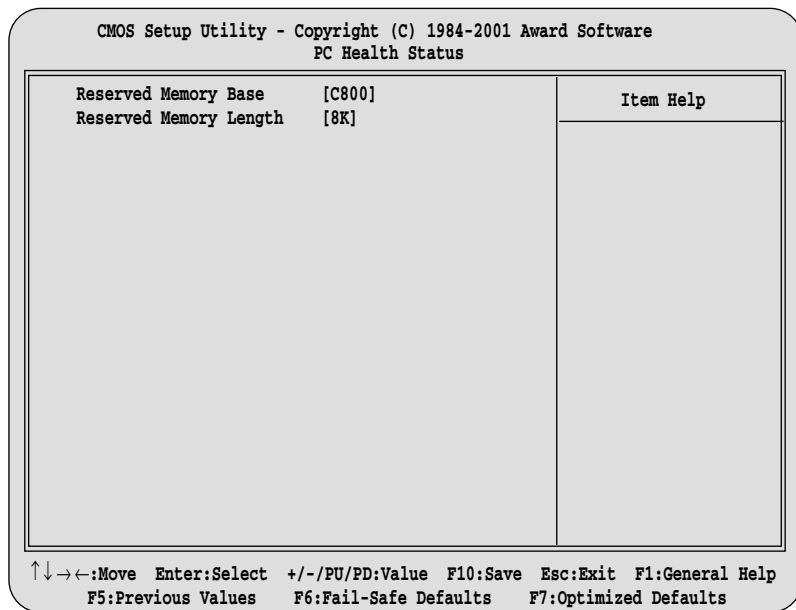 CMOS Setup Utility - Copyright (C) 1984-2001 Award Software
PC Health Status
Reserved Memory Base [C800]
Reserved Memory Length [8K]
Item Help
↑↓→←:Move Enter:Select +/-/PU/PD:Value F10:Save Esc:Exit F1:General Help
F5:Previous Values F6:Fail-Safe Defaults F7:Optimized Defaults